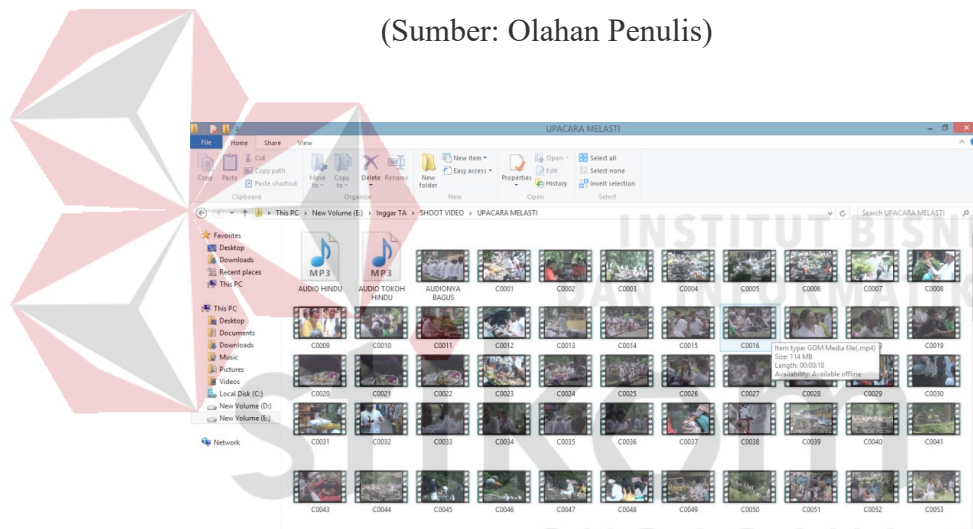 (Sumber: Olahan Penulis)
UPACARA MELASTI
File Home Share View
Copy Paste
Cut
Copy path
Paste shortcut
Move to Copy to Delete Rename
New folder
New item
Easy access
Properties
Open
Edit
History
Select all
Select none
Invert selection
Clipboard Organize New Open Select
This PC New Volume (E:) Inggar TA SHOOT VIDEO UPACARA MELASTI
Search UPACARA MELASTI
INSTITUT BISNI
DAN INFORMATIK
stikom
Favorites
Desktop
Downloads
Recent places
This PC
This PC
Desktop
Documents
Downloads
Music
Pictures
Videos
Local Disk (C:)
New Volume (D:)
New Volume (E:)
Network
MP3 MP3
AUDIO HINDU AUDIO TOKOH HINDU AUDIONYA BAGUS C0001 C0002 C0003 C0004 C0005 C0006 C0007 C0008
C0009 C0010 C0011 C0012 C0013 C0014 C0015 C0016 C0019
Item type: GOM Media file(.mp4)
Size: 114 MB
Length: 00:00:18
Availability: Available offline
C0020 C0021 C0022 C0023 C0024 C0025 C0026 C0027 C0028 C0029 C0030
C0031 C0032 C0033 C0034 C0035 C0036 C0037 C0038 C0039 C0040 C0041
C0043 C0044 C0045 C0046 C0047 C0048 C0049 C0050 C0051 C0052 C0053